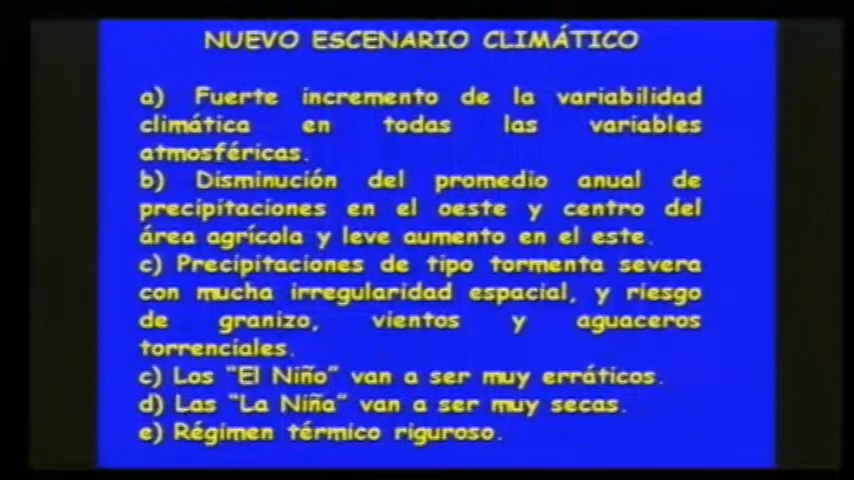 NUEVO ESCENARIO CLIMÁTICO
a) Fuerte incremento de la variabilidad
climática en todas las variables
atmosféricas.
b) Disminución del promedio anual de
precipitaciones en el oeste y centro del
área agrícola y leve aumento en el este.
c) Precipitaciones de tipo tormenta severa
con mucha irregularidad espacial, y riesgo
de granizo, vientos y aguaceros
torrenciales.
c) Los “El Niño” van a ser muy erráticos.
d) Las “La Niña” van a ser muy secas.
e) Régimen térmico riguroso.